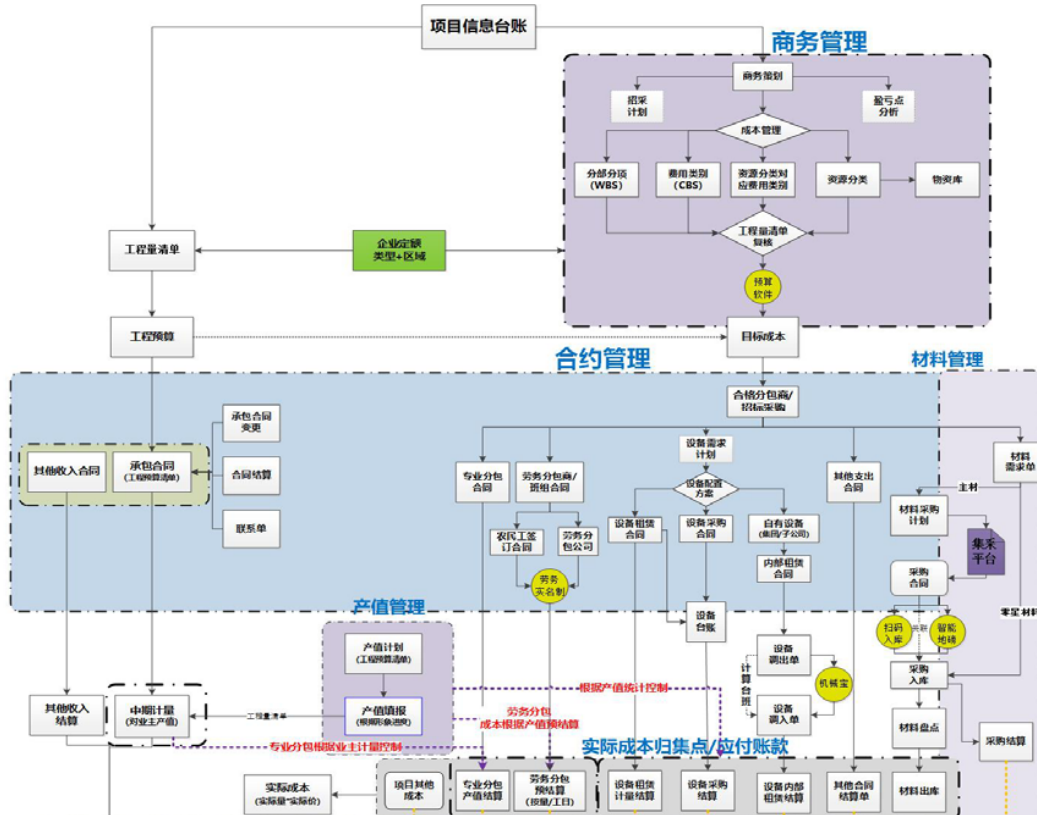 项目信息台账
商务管理
商务策划
招采
计划
盈亏点
分析
成本管理
分部分项
(WBS)
费用类别
(CBS)
资源分类对
应费用类别
资源分类
物资库
工程量清单
企业定额
类型+区域
工程量清单
复核
预算
软件
工程预算
目标成本
合约管理
材料管理
合格分包商/
招标采购
承包合同
变更
其他收入合同
承包合同
(工程预算清单)
合同结算
联系单
专业分包
合同
劳务分包商/
班组合同
设备需求
计划
设备配置
方案
其他支出
合同
材料
需求单
主材
材料采购
计划
农民工签
订合同
劳务分
包公司
设备租赁
合同
设备采购
合同
自有设备
(集团/子公司)
集采
平台
内部租赁
合同
采购
合同
劳务
实名制
产值管理
设备
台账
零星材料
扫码
入库
关联
智能
地磅
产值计划
(工程预算清单)
设备
调出单
采购
入库
计算台班
机械宝
根据产值统计控制
其他收入
结算
中期计量
(对业主产值)
工程量清单
产值填报
(根据形象进度)
劳务分包
成本根据产值预结算
设备
调入单
材料盘点
采购结算
专业分包根据业主计量控制
实际成本归集点/应付账款
实际成本
(实际量*实际价)
项目其他
成本
专业分包
产值结算
劳务分包
预结算
(按量/工日)
设备租赁
计量结算
设备采购
结算
设备内部
租赁结算
其他合同
结算单
材料出库